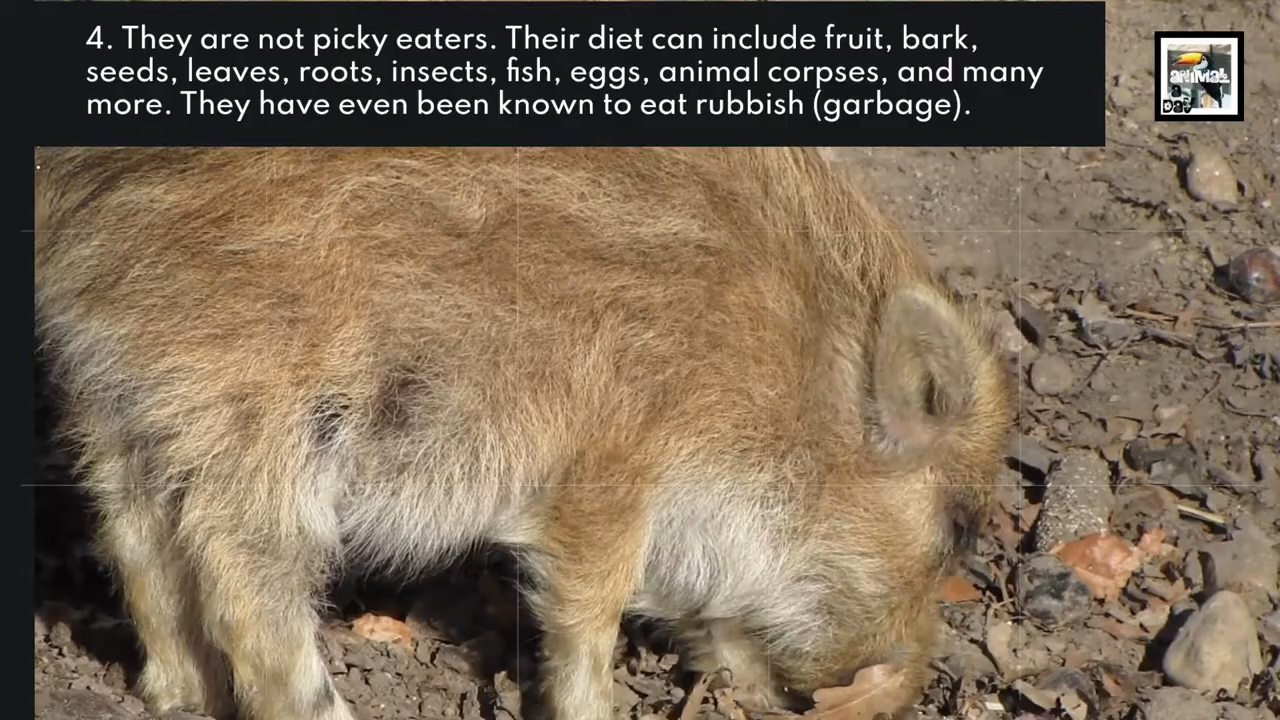 4. They are not picky eaters. Their diet can include fruit, bark,
seeds, leaves, roots, insects, fish, eggs, animal corpses, and many
more. They have even been known to eat rubbish (garbage).
ANIMAL